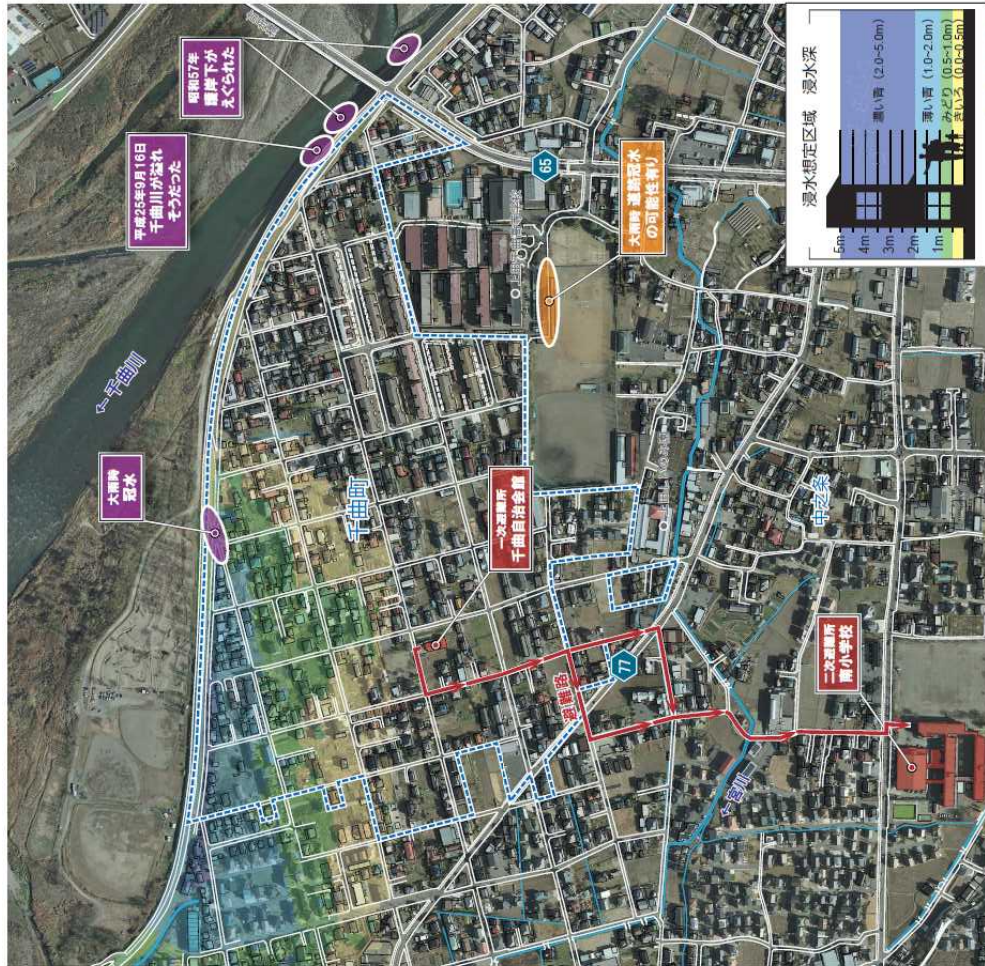 昭和57年
護岸下が
えぐられた
平成25年9月16日
千曲川が溢れ
そうだった
←千曲川
大雨時
冠水
千曲町
65
大雨時 道路冠水
の可能性有り
一次避難所
千曲自治会館
避難路
77
中之条
二次避難所
南小学校
←宮川
浸水想定区域 浸水深
5m
4m
3m
2m
1m
濃い青 (2.0~5.0m)
薄い青 (1.0~2.0m)
みどり (0.5~1.0m)
きいろ (0.0~0.5m)